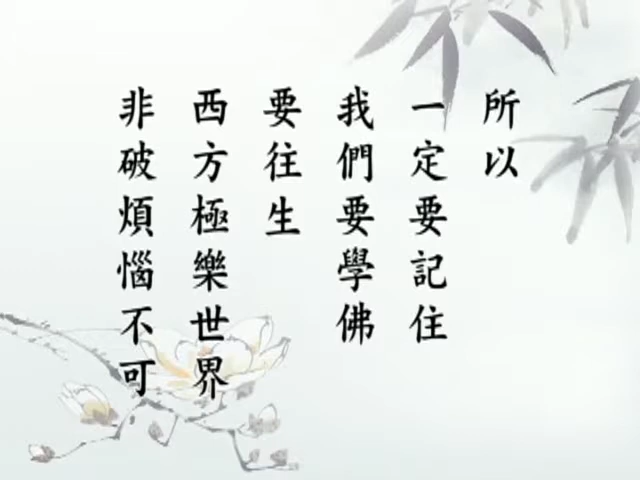 所以
一定要記住
我們要學佛
要往生
西方極樂世界
非破煩惱不可